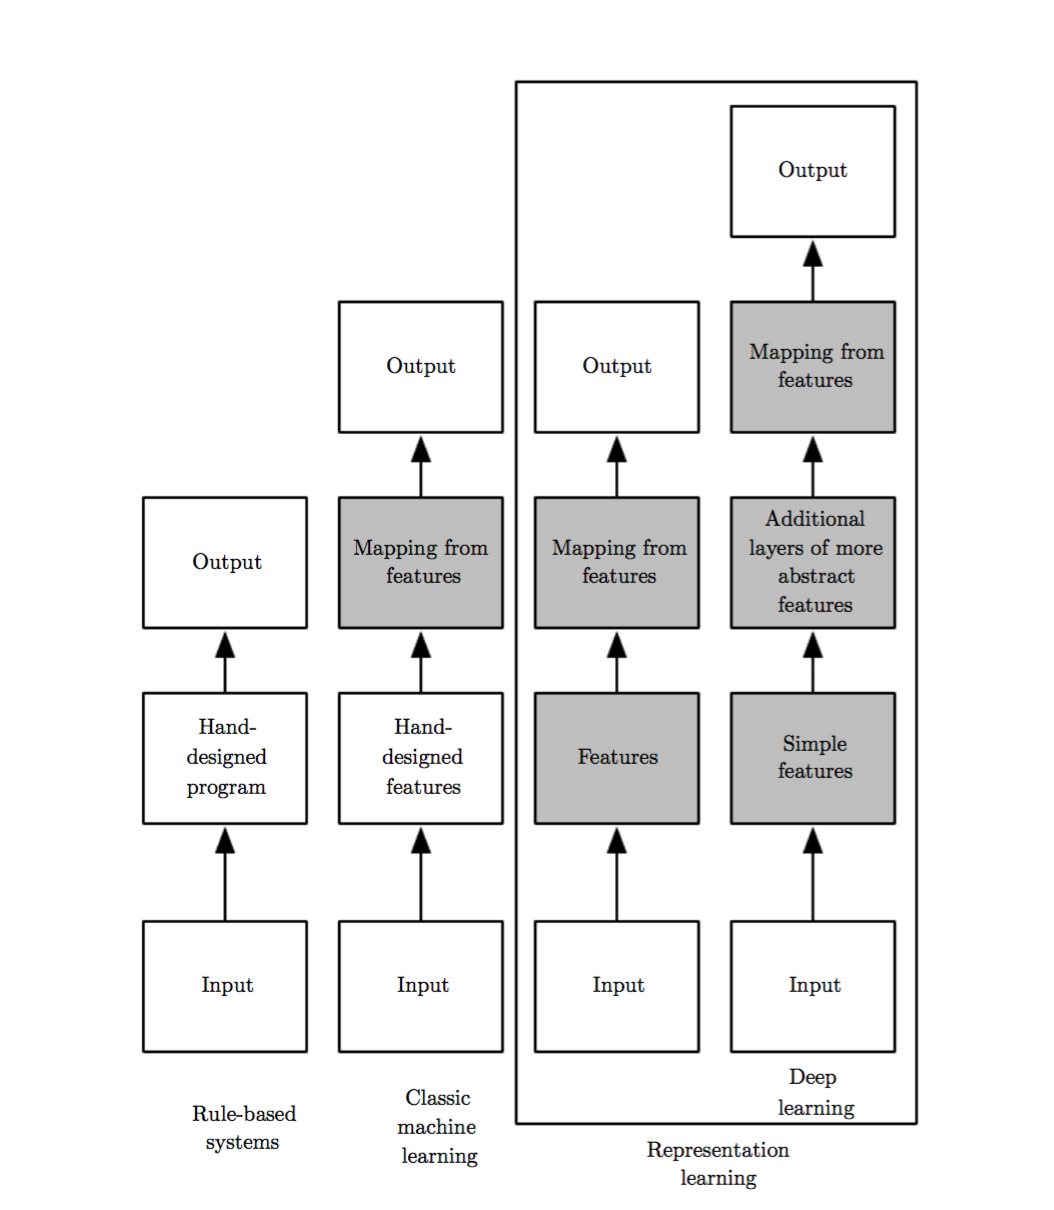 Output
Output
Output
Mapping from
features
Output
Mapping from
features
Mapping from
features
Additional
layers of more
abstract
features
Hand-
designed
program
Hand-
designed
features
Features
Simple
features
Input
Input
Input
Input
Rule-based
systems
Classic
machine
learning
Deep
learning
Representation
learning